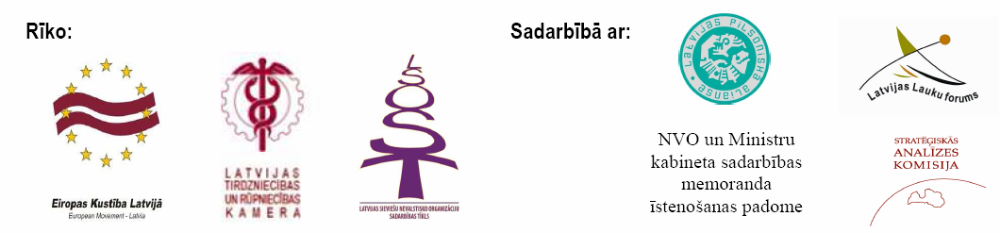 Rīko:
Eiropas Kustība Latvijā
European Movement - Latvia
LATVIJAS
TIRDZNIECĪBAS
UN RŪPNIECĪBAS
KAMERA
LSNOST
LATVIJAS SIEVIEŠU NEVALSTISKO ORGANIZĀCIJU
SADARBĪBAS TĪKLS
Sadarbībā ar:
LATVIJAS PILSONISKĀ ALIANSE
NVO un Ministru
kabineta sadarbības
memoranda
īstenošanas padome
Latvijas Lauku forums
STRATĒĢISKĀS
ANALĪZES
KOMISIJA